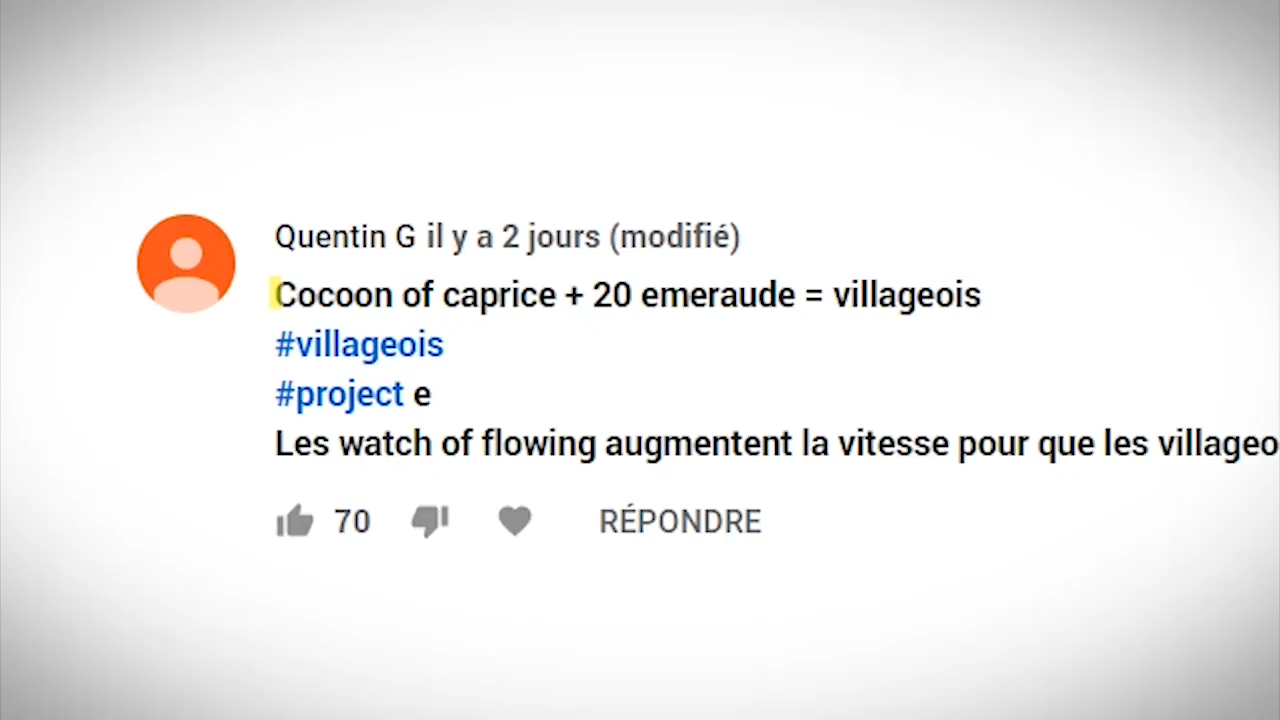 Quentin G il y a 2 jours (modifié)
Cocoon of caprice + 20 emeraude = villageois
#villageois
#project e
Les watch of flowing augmentent la vitesse pour que les villageo
70
RÉPONDRE